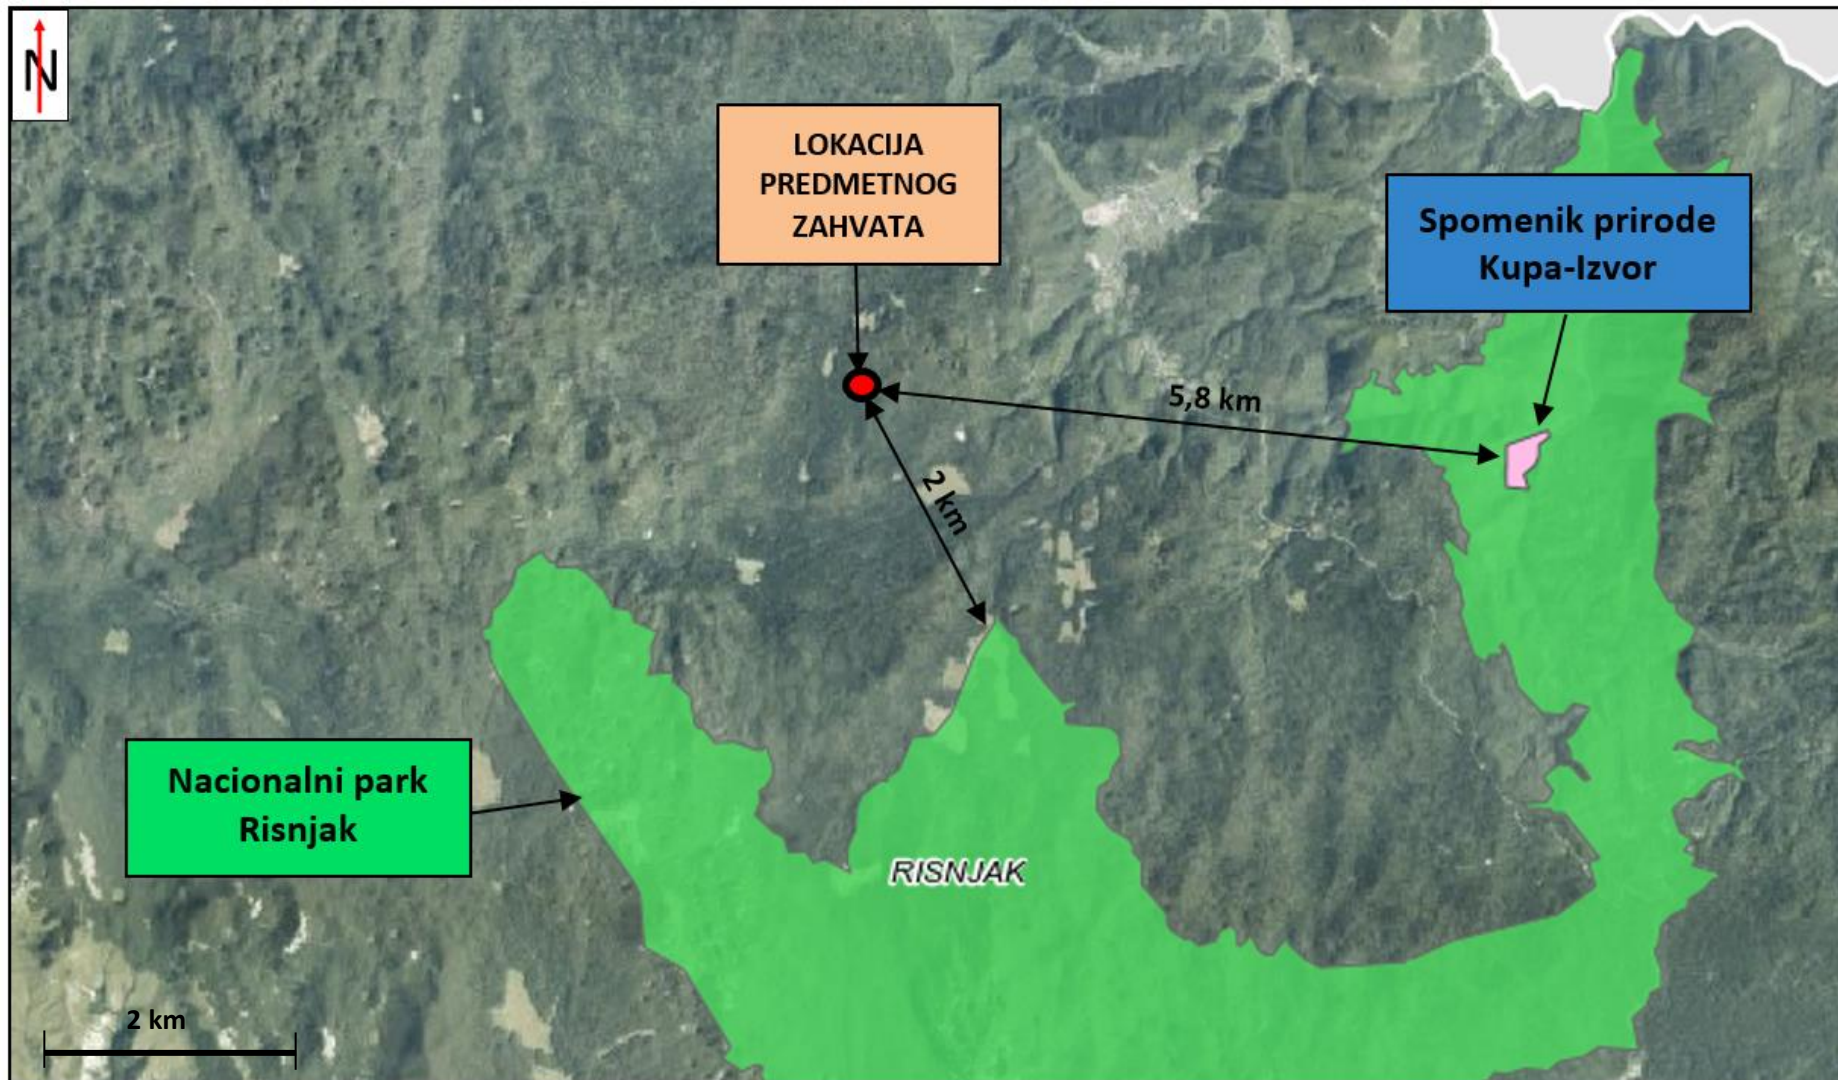 N
LOKACIJA
PREDMETNOG
ZAHVATA
Spomenik prirode
Kupa-Izvor
5,8 km
2 km
Nacionalni park
Risnjak
RISNJAK
2 km